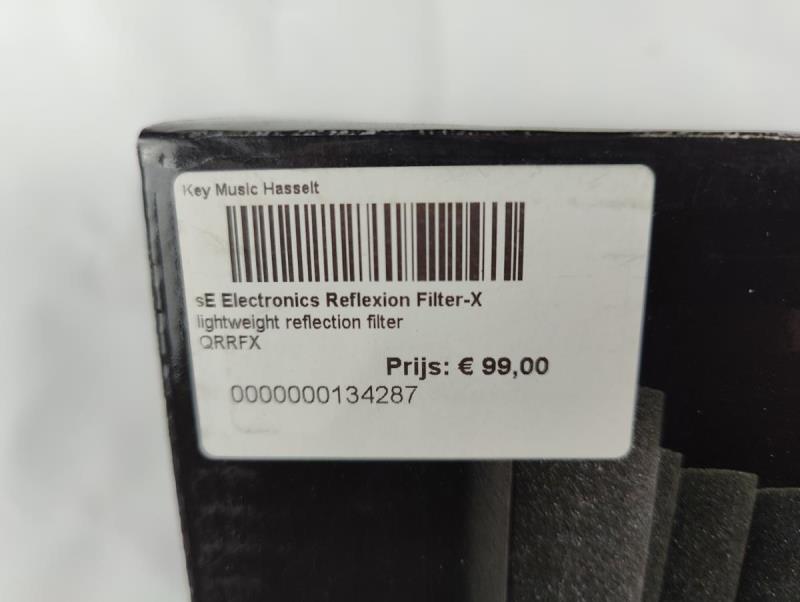 Key Music Hasselt
sE Electronics Reflexion Filter-X
lightweight reflection filter
QRRFX
Prijs: € 99,00
0000000134287